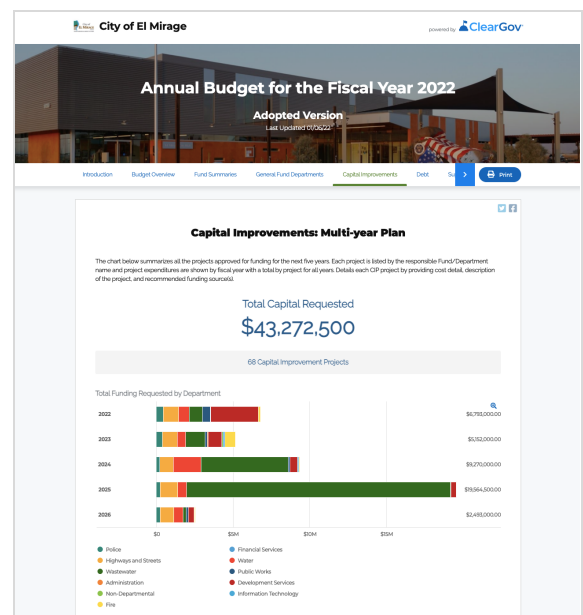 City of El Mirage
powered by ClearGov
Annual Budget for the Fiscal Year 2022
Adopted Version
Last Updated 01/06/22
Introduction Budget Overview Fund Summaries General Fund Departments Capital Improvements Debt Su > Print
Capital Improvements: Multi-year Plan
The chart below summarizes all the projects approved for funding for the next five years. Each project is listed by the responsible Fund/Department
name and project expenditures are shown by fiscal year with a total by project for all years. Details each CIP project by providing cost detail, description
of the project, and recommended funding source(s).
Total Capital Requested
$43,272,500
68 Capital Improvement Projects
Total Funding Requested by Department
2022 $6,793,000.00
2023 $5,152,000.00
2024 $9,270,000.00
2025 $19,564,500.00
2026 $2,493,000.00
$0 $5M $10M $15M
Police Financial Services
Highways and Streets Water
Wastewater Public Works
Administration Development Services
Non-Departmental Information Technology
Fire